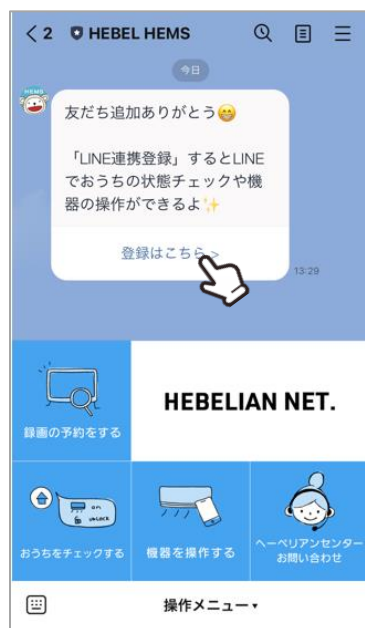 2 HEBEL HEMS
今日
HEMS
友だち追加ありがとう😁
「LINE連携登録」するとLINE
でおうちの状態チェックや機
器の操作ができるよ✨
登録はこちら >
13:29
HEBELIAN NET.
録画の予約をする
on
UNLOCK
おうちをチェックする
機器を操作する
ヘーベリアンセンター
お問い合わせ
操作メニュー▼